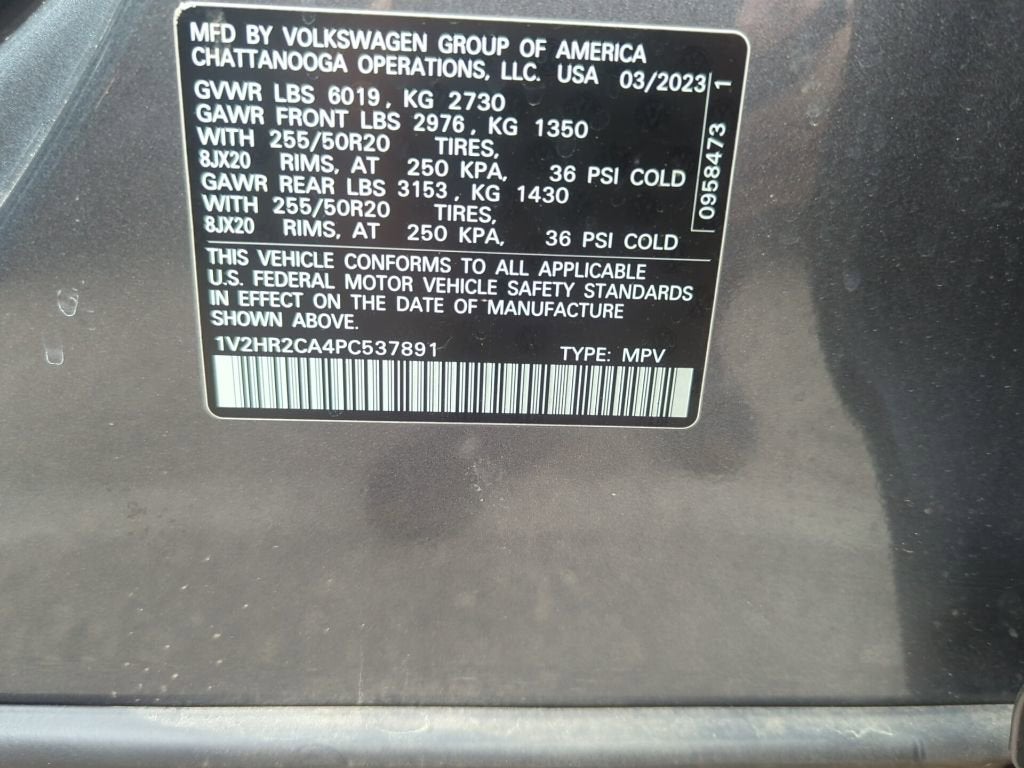 MFD BY VOLKSWAGEN GROUP OF AMERICA
CHATTANOOGA OPERATIONS, LLC. USA 03/2023
GVWR LBS 6019, KG 2730
GAWR FRONT LBS 2976, KG 1350
WITH 255/50R20 TIRES,
8JX20 RIMS, AT 250 KPA, 36 PSI COLD
GAWR REAR LBS 3153, KG 1430
WITH 255/50R20 TIRES,
8JX20 RIMS, AT 250 KPA, 36 PSI COLD
0958473 1
THIS VEHICLE CONFORMS TO ALL APPLICABLE
U.S. FEDERAL MOTOR VEHICLE SAFETY STANDARDS
IN EFFECT ON THE DATE OF MANUFACTURE
SHOWN ABOVE.
1V2HR2CA4PC537891 TYPE: MPV